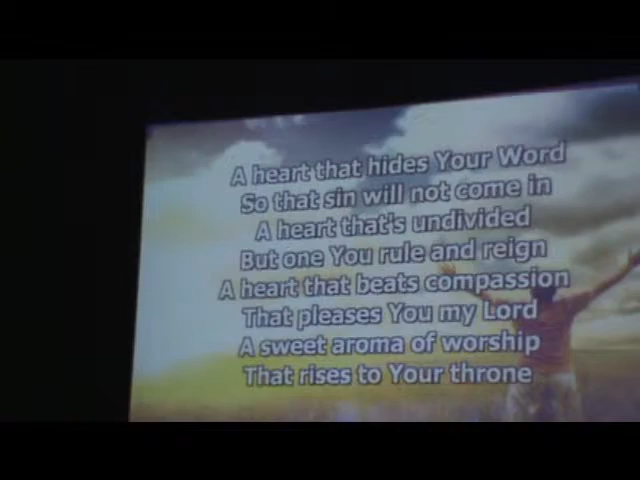 A heart that hides Your Word
So that sin will not come in
A heart that's undivided
But one You rule and reign
A heart that beats compassion
That pleases You my Lord
A sweet aroma of worship
That rises to Your throne